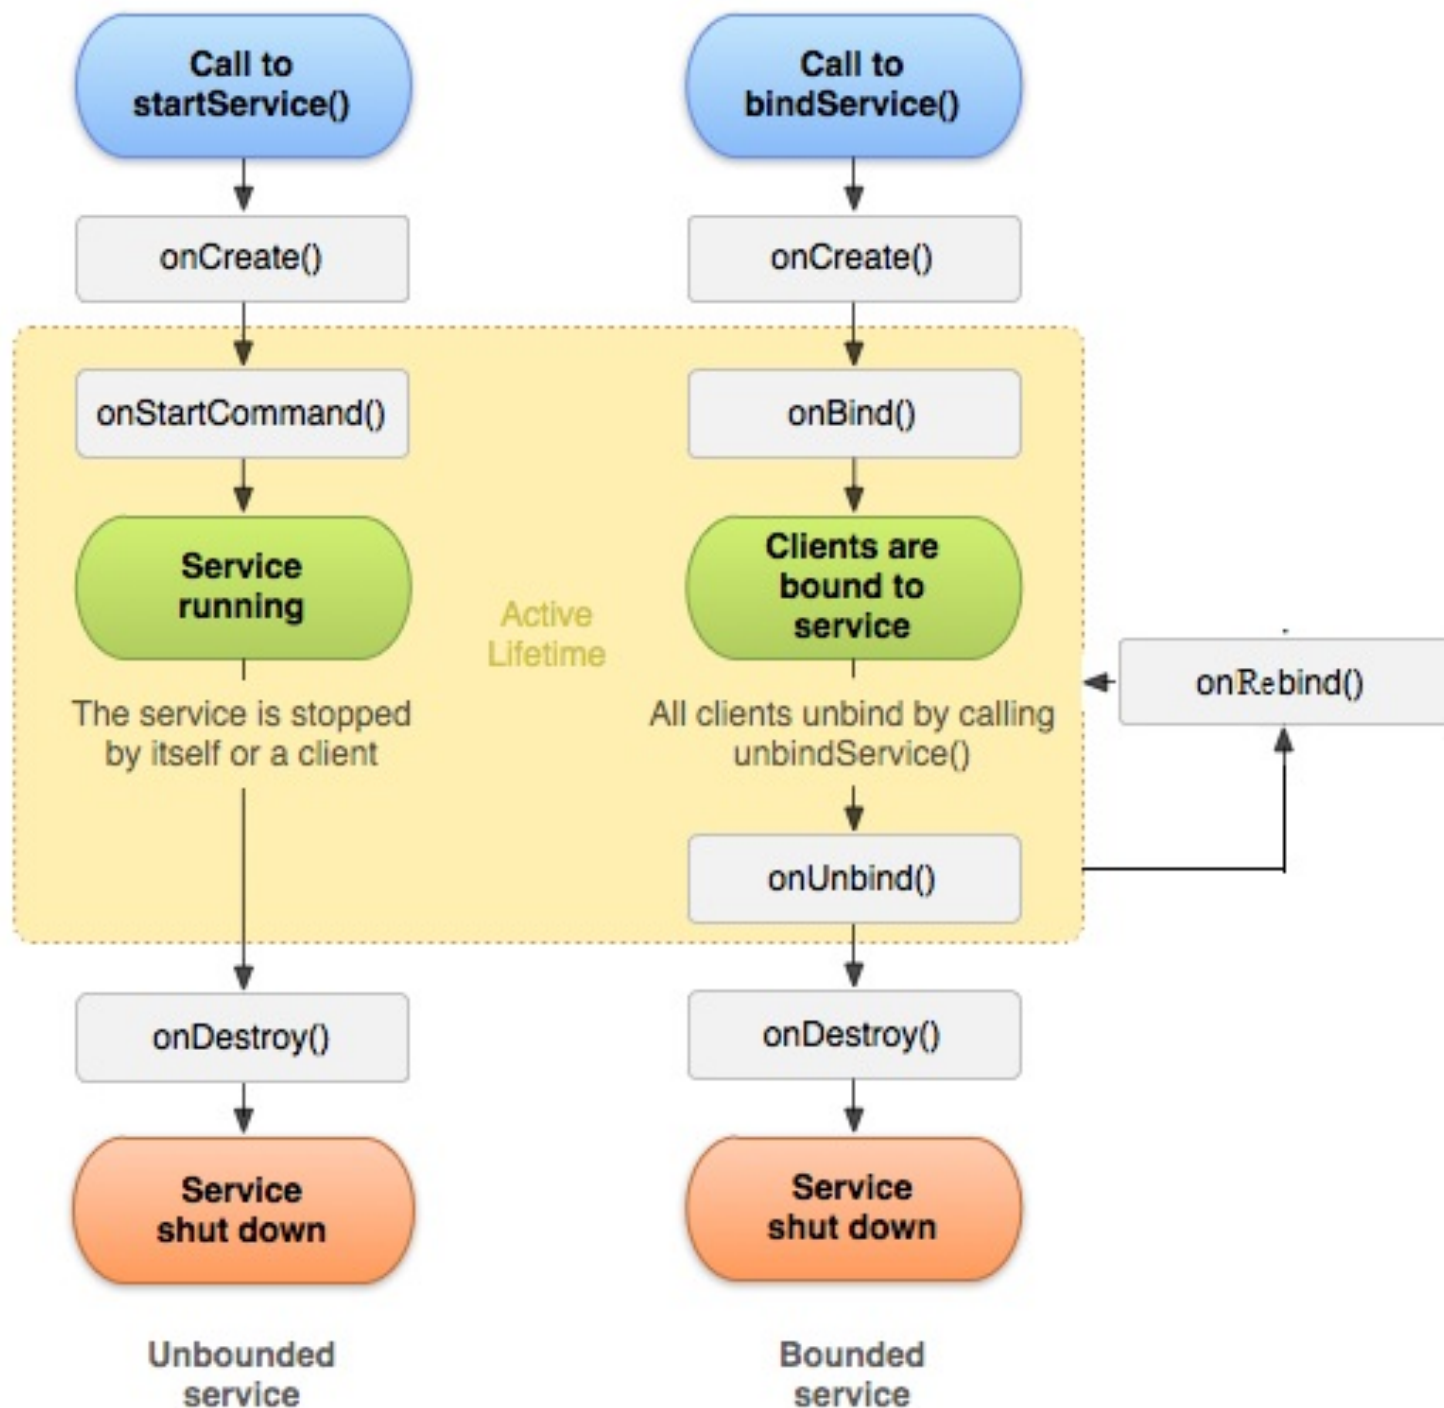 Call to
startService()
onCreate()
onStartCommand()
Service
running
The service is stopped
by itself or a client
onDestroy()
Service
shut down
Unbounded
service
Active
Lifetime
Call to
bindService()
onCreate()
onBind()
Clients are
bound to
service
All clients unbind by calling
unbindService()
onUnbind()
onDestroy()
Service
shut down
Bounded
service
onRebind()